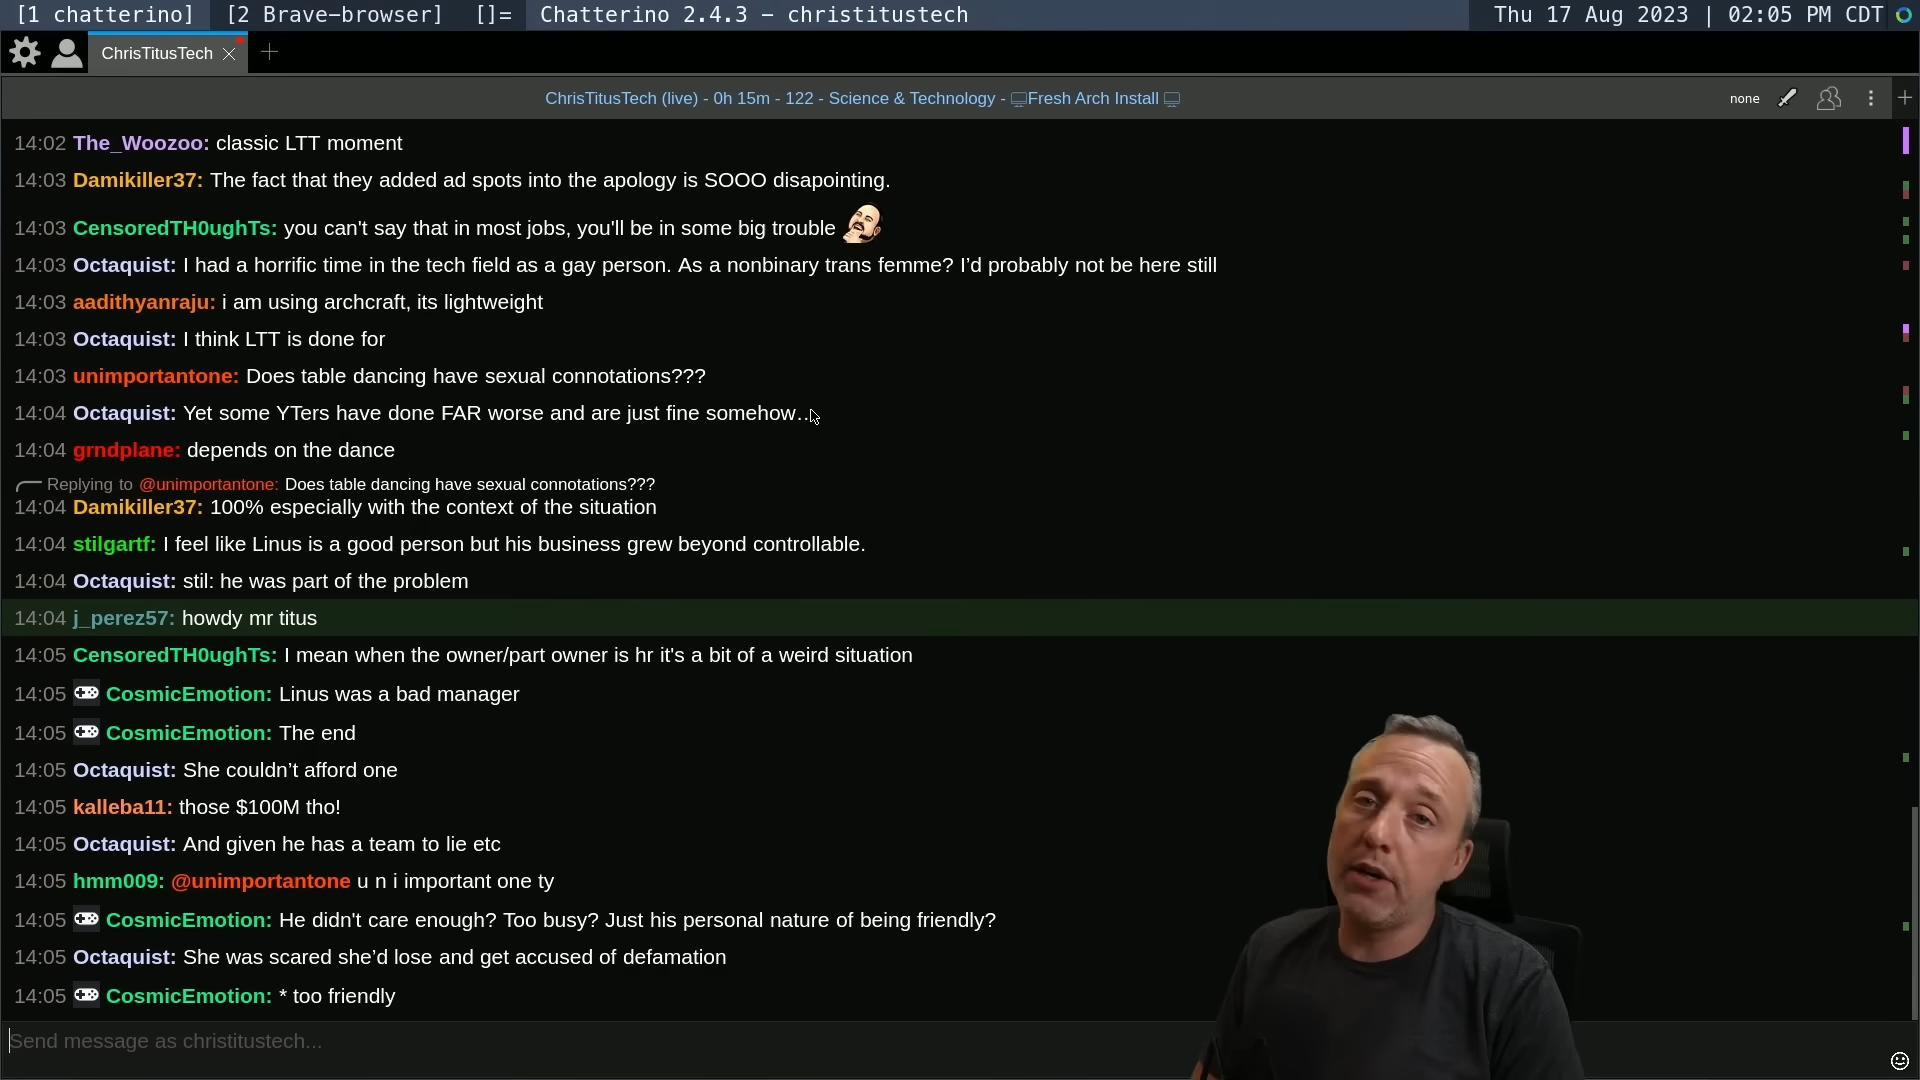 [1 chatterino] [2 Brave-browser] []= Chatterino 2.4.3 - christitustech Thu 17 Aug 2023 | 02:05 PM CDT
ChrisTitusTech
ChrisTitusTech (live) - 0h 15m - 122 - Science & Technology - 🖥Fresh Arch Install 🖥 none
14:02 The_Woozoo: classic LTT moment
14:03 Damikiller37: The fact that they added ad spots into the apology is SOOO disapointing.
14:03 CensoredTH0ughTs: you can't say that in most jobs, you'll be in some big trouble
14:03 Octaquist: I had a horrific time in the tech field as a gay person. As a nonbinary trans femme? I’d probably not be here still
14:03 aadithyanraju: i am using archcraft, its lightweight
14:03 Octaquist: I think LTT is done for
14:03 unimportantone: Does table dancing have sexual connotations???
14:04 Octaquist: Yet some YTers have done FAR worse and are just fine somehow…
14:04 grndplane: depends on the dance
Replying to @unimportantone: Does table dancing have sexual connotations???
14:04 Damikiller37: 100% especially with the context of the situation
14:04 stilgartf: I feel like Linus is a good person but his business grew beyond controllable.
14:04 Octaquist: stil: he was part of the problem
14:04 j_perez57: howdy mr titus
14:05 CensoredTH0ughTs: I mean when the owner/part owner is hr it's a bit of a weird situation
14:05 CosmicEmotion: Linus was a bad manager
14:05 CosmicEmotion: The end
14:05 Octaquist: She couldn’t afford one
14:05 kalleba11: those $100M tho!
14:05 Octaquist: And given he has a team to lie etc
14:05 hmm009: @unimportantone u n i important one ty
14:05 CosmicEmotion: He didn't care enough? Too busy? Just his personal nature of being friendly?
14:05 Octaquist: She was scared she’d lose and get accused of defamation
14:05 CosmicEmotion: * too friendly
Send message as christitustech...